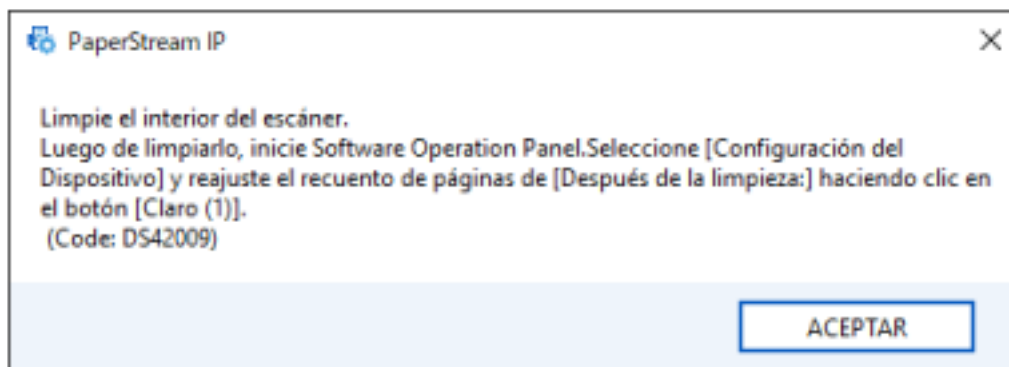 PaperStream IP
Limpie el interior del escáner.
Luego de limpiarlo, inicie Software Operation Panel.Seleccione [Configuración del
Dispositivo] y reajuste el recuento de páginas de [Después de la limpieza:] haciendo clic en
el botón [Claro (1)].
(Code: DS42009)
ACEPTAR